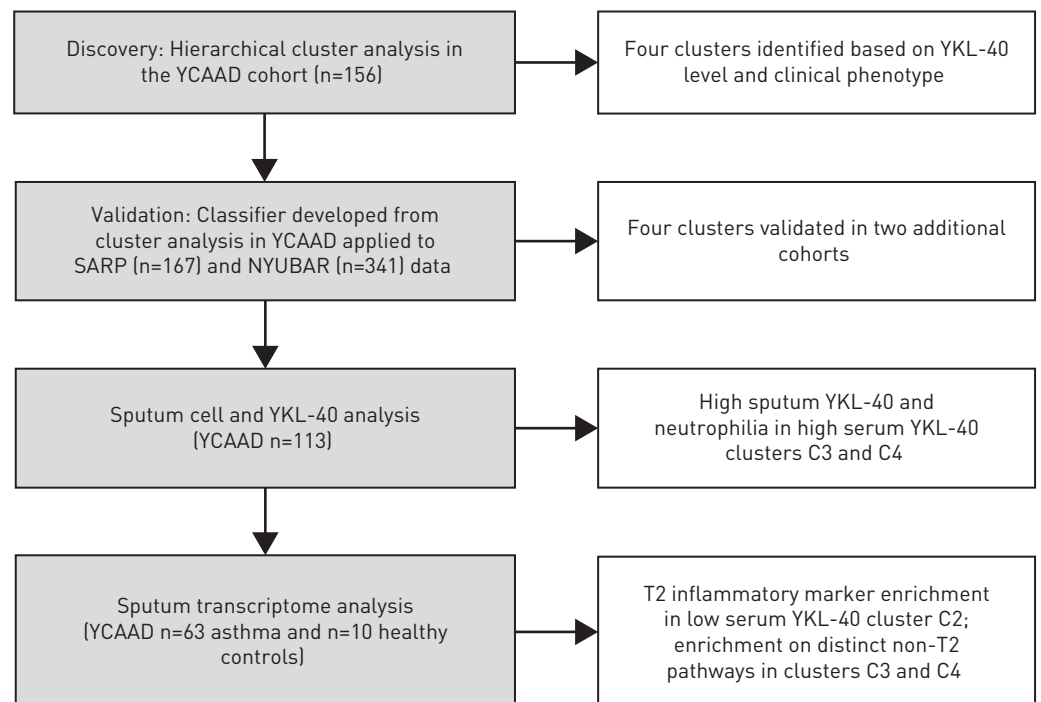 Discovery: Hierarchical cluster analysis in
the YCAAD cohort (n=156)
Four clusters identified based on YKL-40
level and clinical phenotype
Validation: Classifier developed from
cluster analysis in YCAAD applied to
SARP (n=167) and NYUBAR (n=341) data
Four clusters validated in two additional
cohorts
Sputum cell and YKL-40 analysis
(YCAAD n=113)
High sputum YKL-40 and
neutrophilia in high serum YKL-40
clusters C3 and C4
Sputum transcriptome analysis
(YCAAD n=63 asthma and n=10 healthy
controls)
T2 inflammatory marker enrichment
in low serum YKL-40 cluster C2;
enrichment on distinct non-T2
pathways in clusters C3 and C4